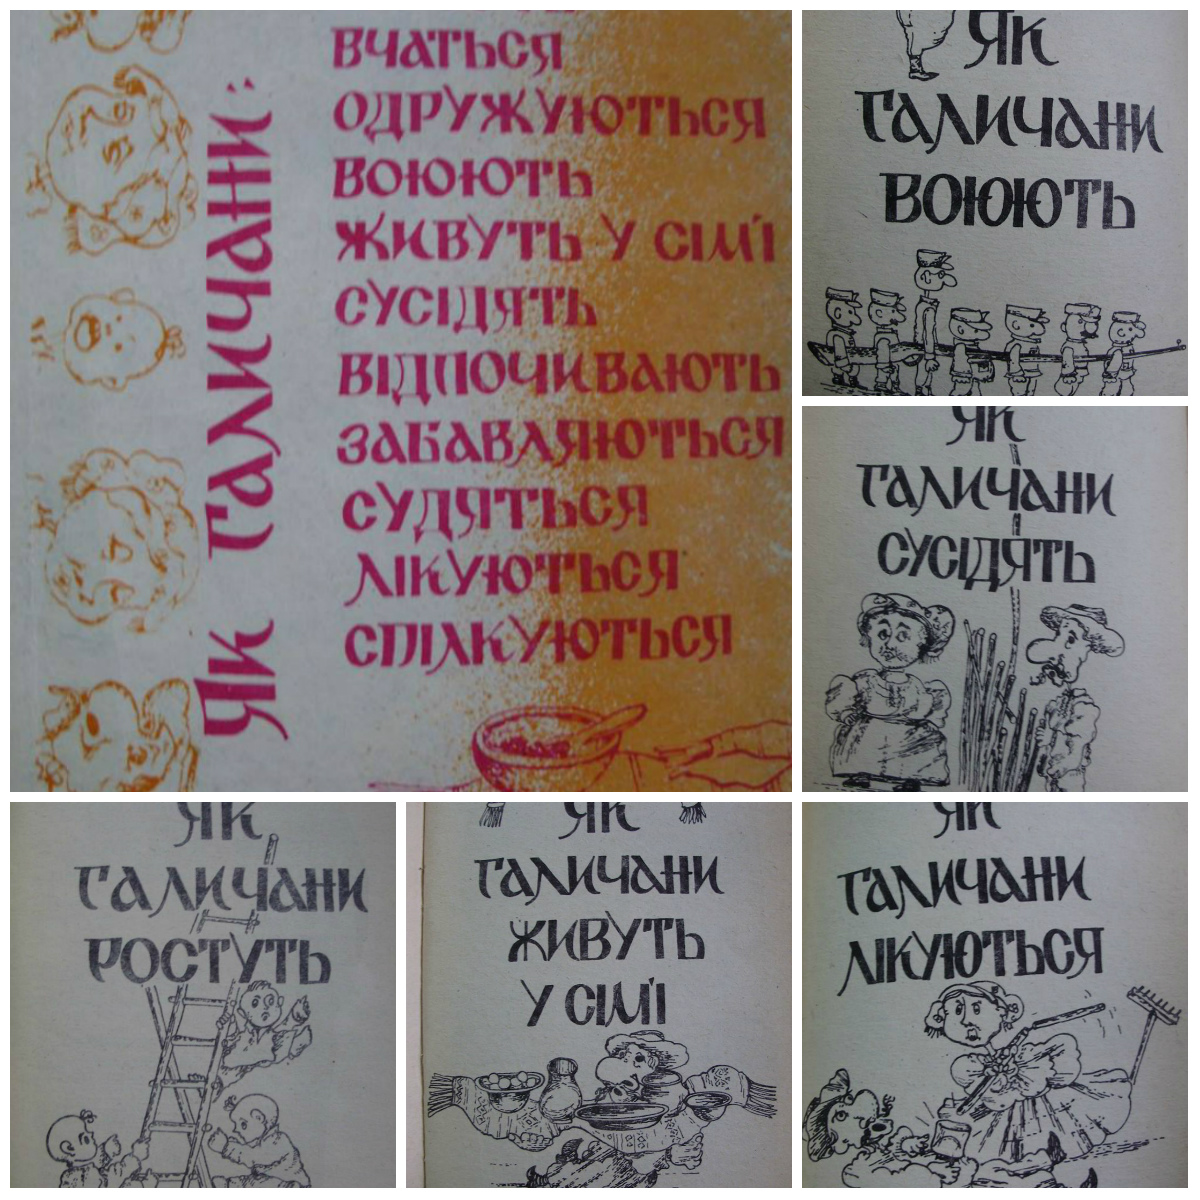 Як галичани:
вчаться
одружуються
воюють
живуть у сім'ї
сусідять
відпочивають
забавляються
судяться
лікуються
спілкуються
Як
галичани
воюють
Як
галичани
сусідять
Як
галичани
ростуть
Як
галичани
живуть
у сім'ї
Як
галичани
лікуються